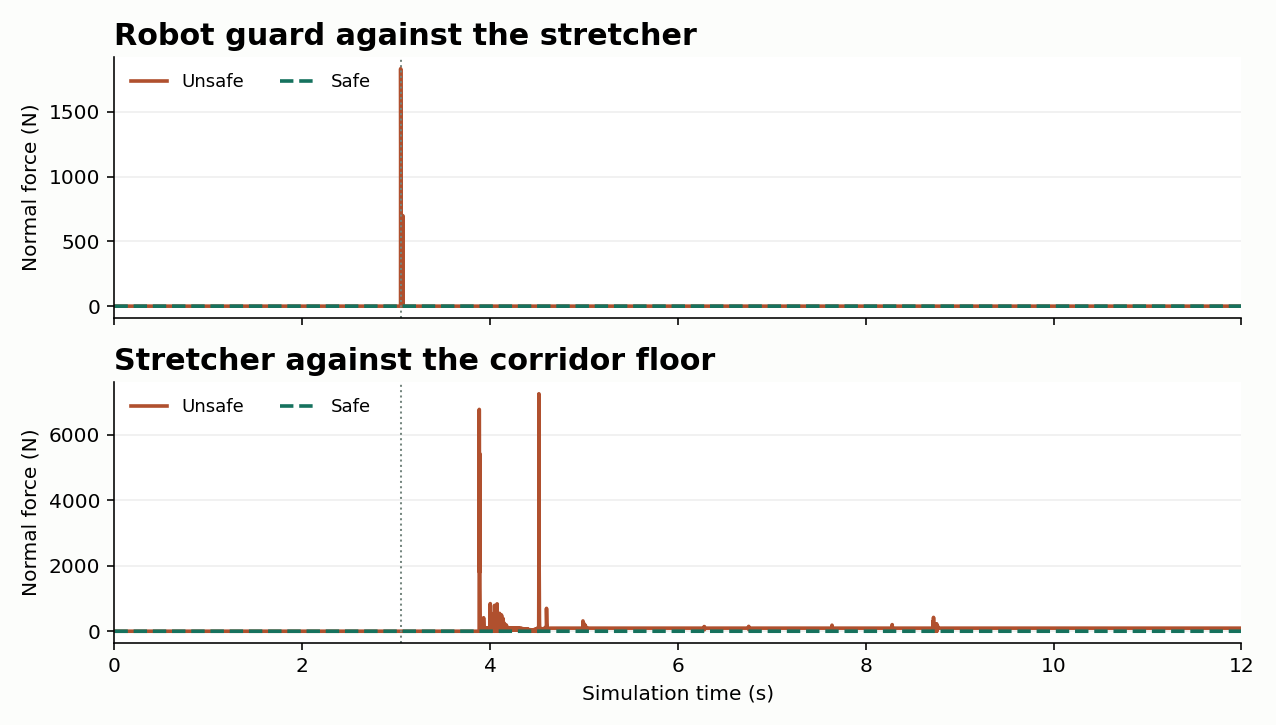 Robot guard against the stretcher
Unsafe Safe
Normal force (N)
1500
1000
500
0
Stretcher against the corridor floor
Unsafe Safe
Normal force (N)
6000
4000
2000
0
0 2 4 6 8 10 12
Simulation time (s)